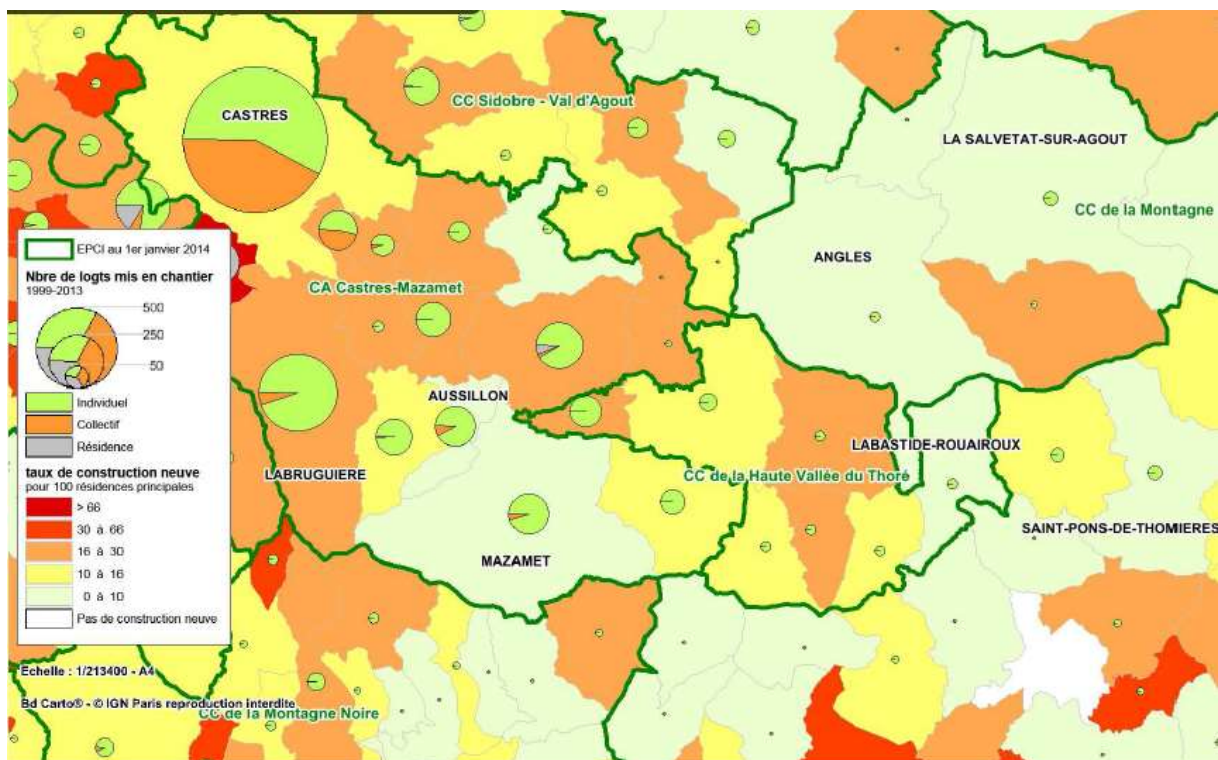 CASTRES
CC Sidobre - Val d'Agout
LA SALVETAT-SUR-AGOUT
CC de la Montagne
ANGLES
CA Castres-Mazamet
AUSSILLON
LABRUGUIERE
LABASTIDE-ROUAIROUX
CC de la Haute Vallée du Thoré
SAINT-PONS-DE-THOMIERES
MAZAMET
CC de la Montagne Noire
EPCI au 1er janvier 2014
Nbre de logts mis en chantier
1999-2013
500
250
50
Individuel
Collectif
Résidence
taux de construction neuve
pour 100 résidences principales
> 66
30 à 66
16 à 30
10 à 16
0 à 10
Pas de construction neuve
Echelle : 1/213400 - A4
Bd Carto® - © IGN Paris reproduction interdite